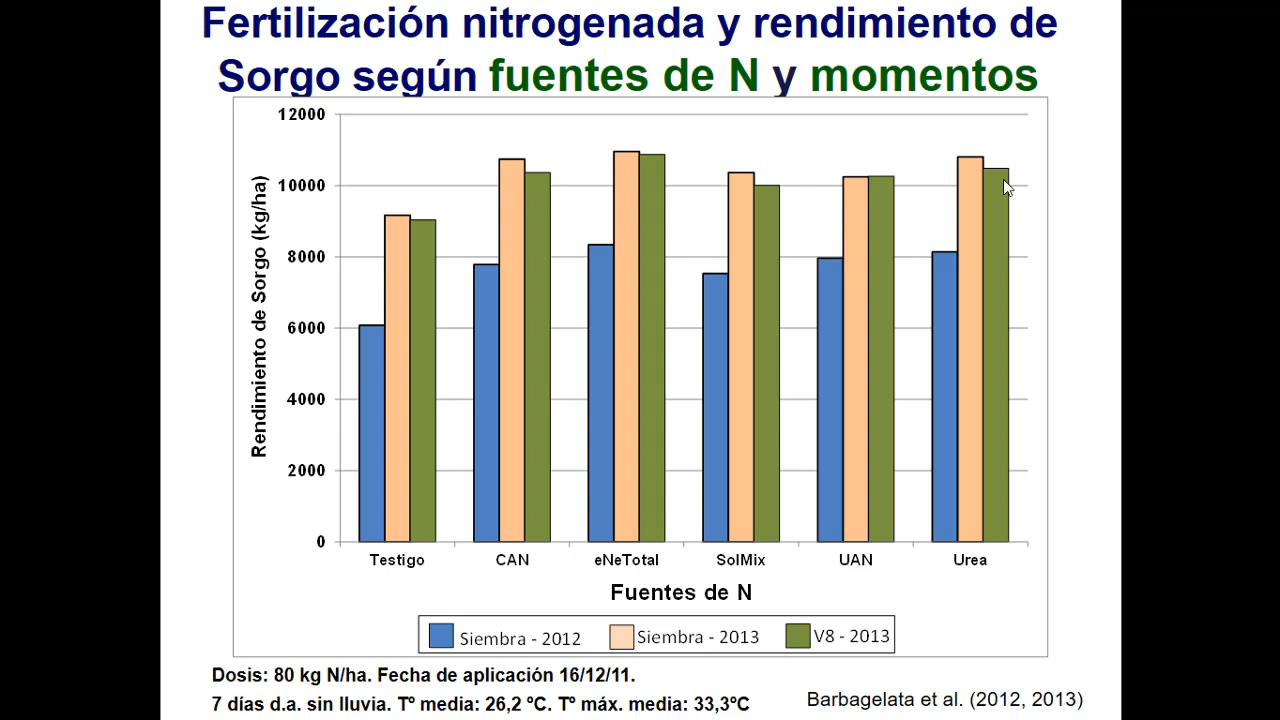 Fertilización nitrogenada y rendimiento de
Sorgo según fuentes de N y momentos
12000
10000
8000
6000
4000
2000
0
Rendimiento de Sorgo (kg/ha)
Testigo
CAN
eNeTotal
SolMix
UAN
Urea
Fuentes de N
Siembra - 2012
Siembra - 2013
V8 - 2013
Dosis: 80 kg N/ha. Fecha de aplicación 16/12/11.
7 días d.a. sin lluvia. Tº media: 26,2 ºC. Tº máx. media: 33,3ºC
Barbagelata et al. (2012, 2013)